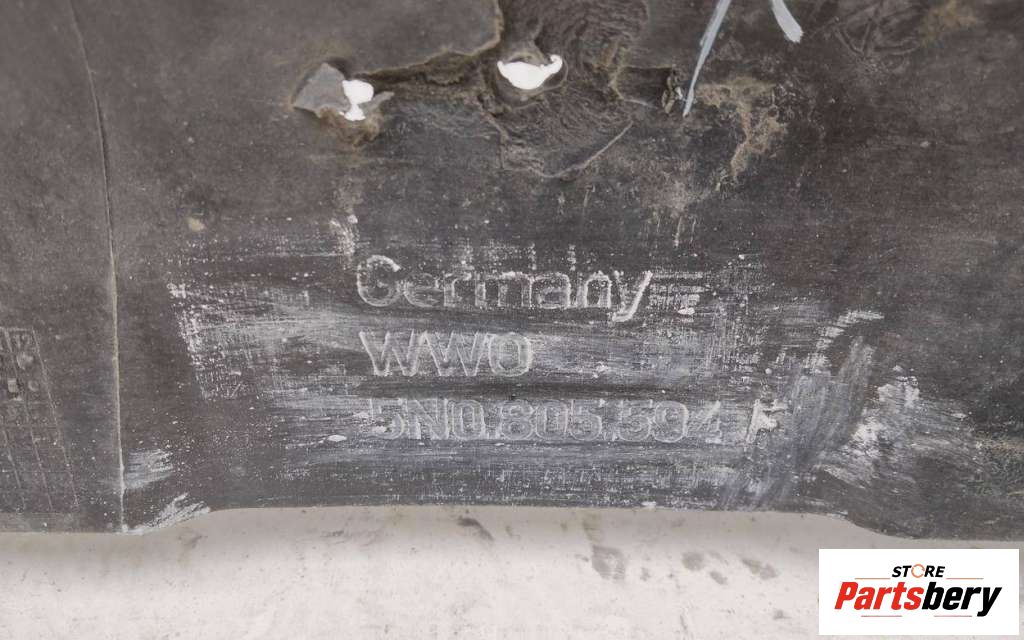 Germany
WWO
5N0.805.594 F
STORE
Partsbery